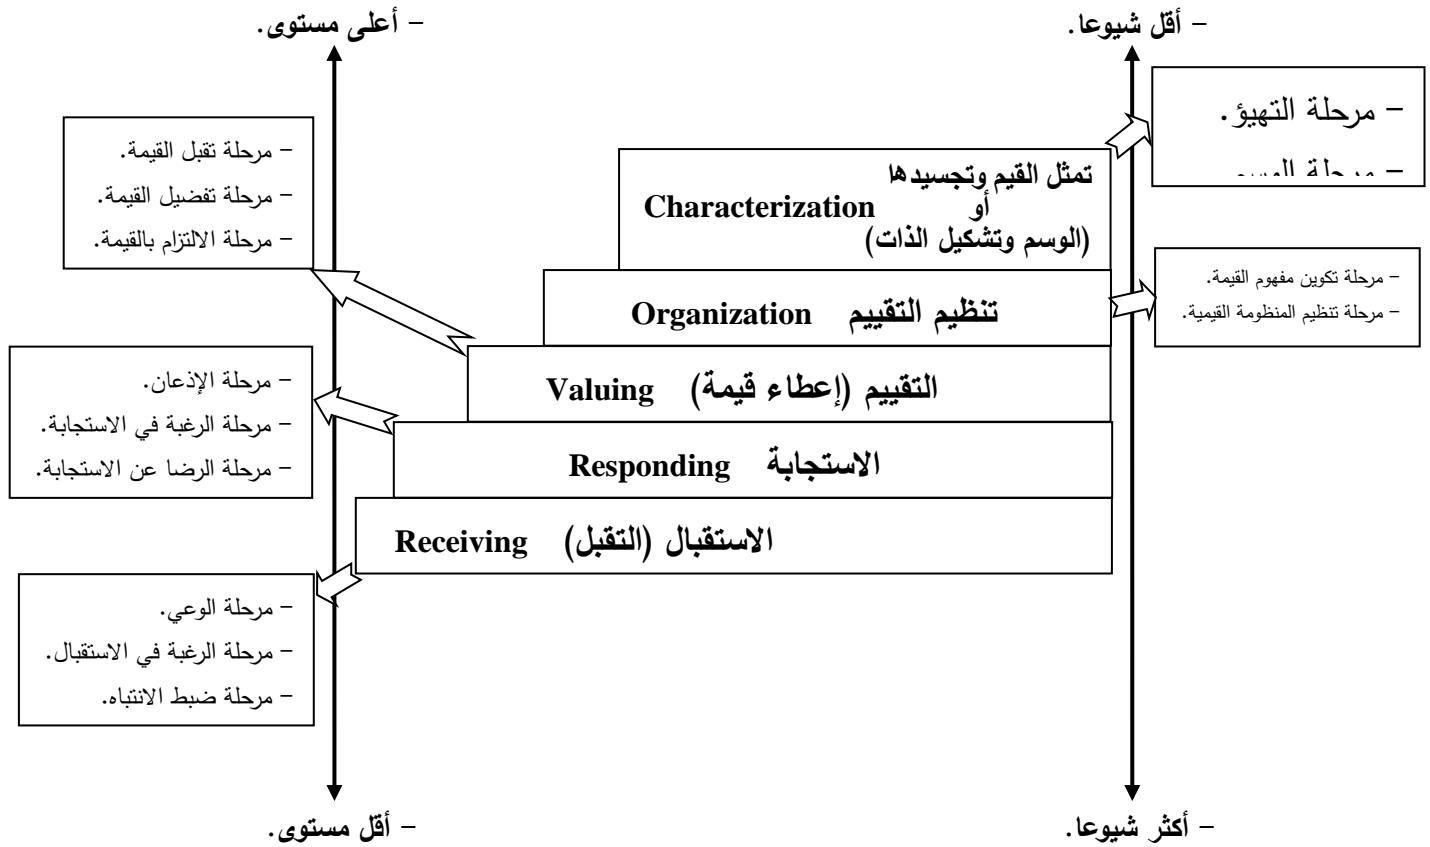 - أقل شيوعا.
- أعلى مستوى.
- مرحلة التهيؤ.
- مرحلة الوسم
- مرحلة تقبل القيمة.
- مرحلة تفضيل القيمة.
- مرحلة الالتزام بالقيمة.
تمثل القيم وتجسيدها
أو Characterization
(الوسم وتشكيل الذات)
- مرحلة تكوين مفهوم القيمة.
- مرحلة تنظيم المنظومة القيمية.
تنظيم التقييم Organization
التقييم (إعطاء قيمة) Valuing
- مرحلة الإذعان.
- مرحلة الرغبة في الاستجابة.
- مرحلة الرضا عن الاستجابة.
الاستجابة Responding
الاستقبال (التقبل) Receiving
- مرحلة الوعي.
- مرحلة الرغبة في الاستقبال.
- مرحلة ضبط الانتباه.
- أكثر شيوعا.
- أقل مستوى.